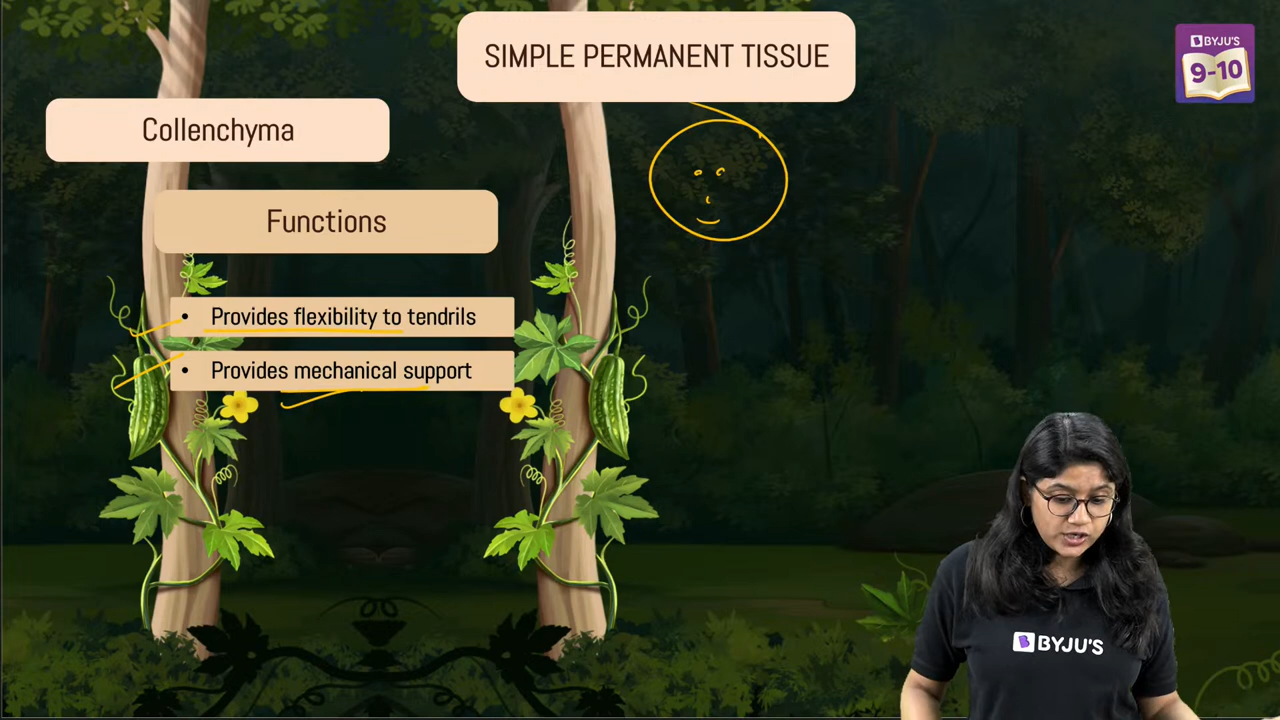 SIMPLE PERMANENT TISSUE
BYJU'S
9-10
Collenchyma
Functions
• Provides flexibility to tendrils
• Provides mechanical support
BYJU'S